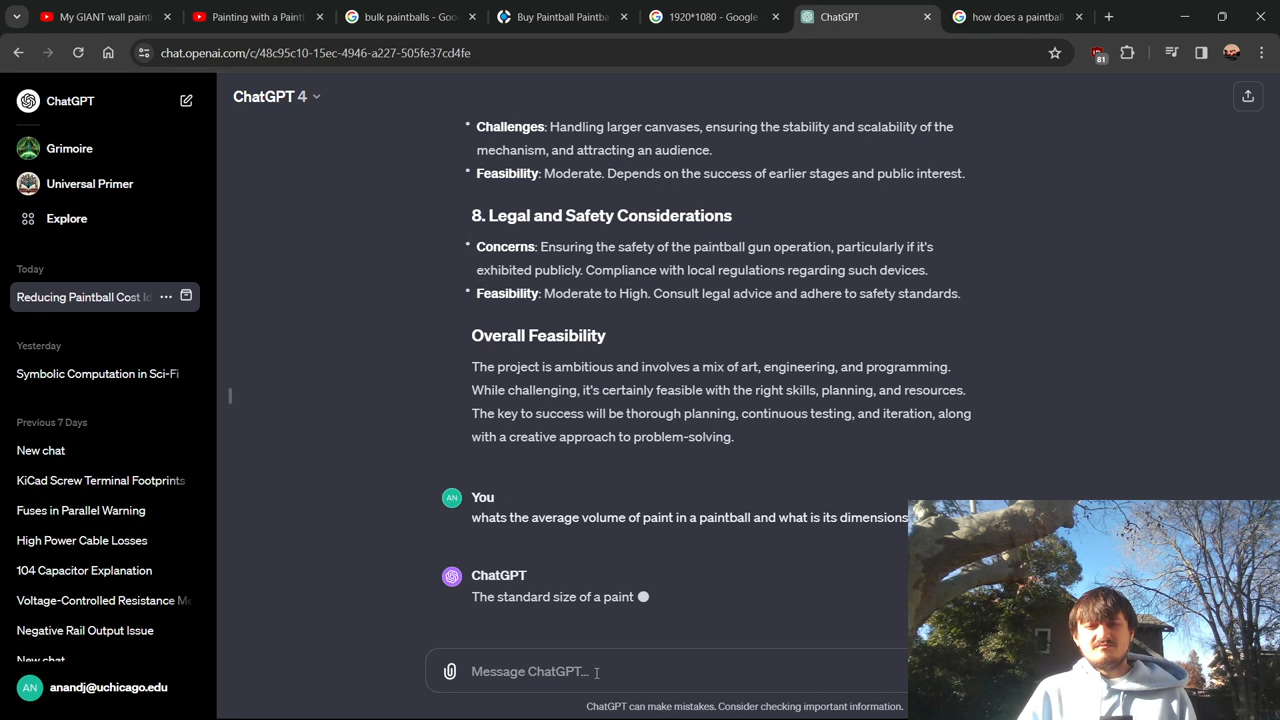 My GIANT wall paint
Painting with a Paint
bulk paintballs - Goo
Buy Paintball Paintba
1920*1080 - Google
ChatGPT
how does a paintball
chat.openai.com/c/48c95c10-15ec-4946-a227-505fe37cd4fe
81
ChatGPT
Grimoire
Universal Primer
Explore
Today
Reducing Paintball Cost Id
Yesterday
Symbolic Computation in Sci-Fi
Previous 7 Days
New chat
KiCad Screw Terminal Footprints
Fuses in Parallel Warning
High Power Cable Losses
104 Capacitor Explanation
Voltage-Controlled Resistance Me
Negative Rail Output Issue
New chat
AN anandj@uchicago.edu
ChatGPT 4
• Challenges: Handling larger canvases, ensuring the stability and scalability of the
mechanism, and attracting an audience.
• Feasibility: Moderate. Depends on the success of earlier stages and public interest.
8. Legal and Safety Considerations
• Concerns: Ensuring the safety of the paintball gun operation, particularly if it's
exhibited publicly. Compliance with local regulations regarding such devices.
• Feasibility: Moderate to High. Consult legal advice and adhere to safety standards.
Overall Feasibility
The project is ambitious and involves a mix of art, engineering, and programming.
While challenging, it's certainly feasible with the right skills, planning, and resources.
The key to success will be thorough planning, continuous testing, and iteration, along
with a creative approach to problem-solving.
AN You
whats the average volume of paint in a paintball and what is its dimensions
ChatGPT
The standard size of a paint
Message ChatGPT...
ChatGPT can make mistakes. Consider checking important information.